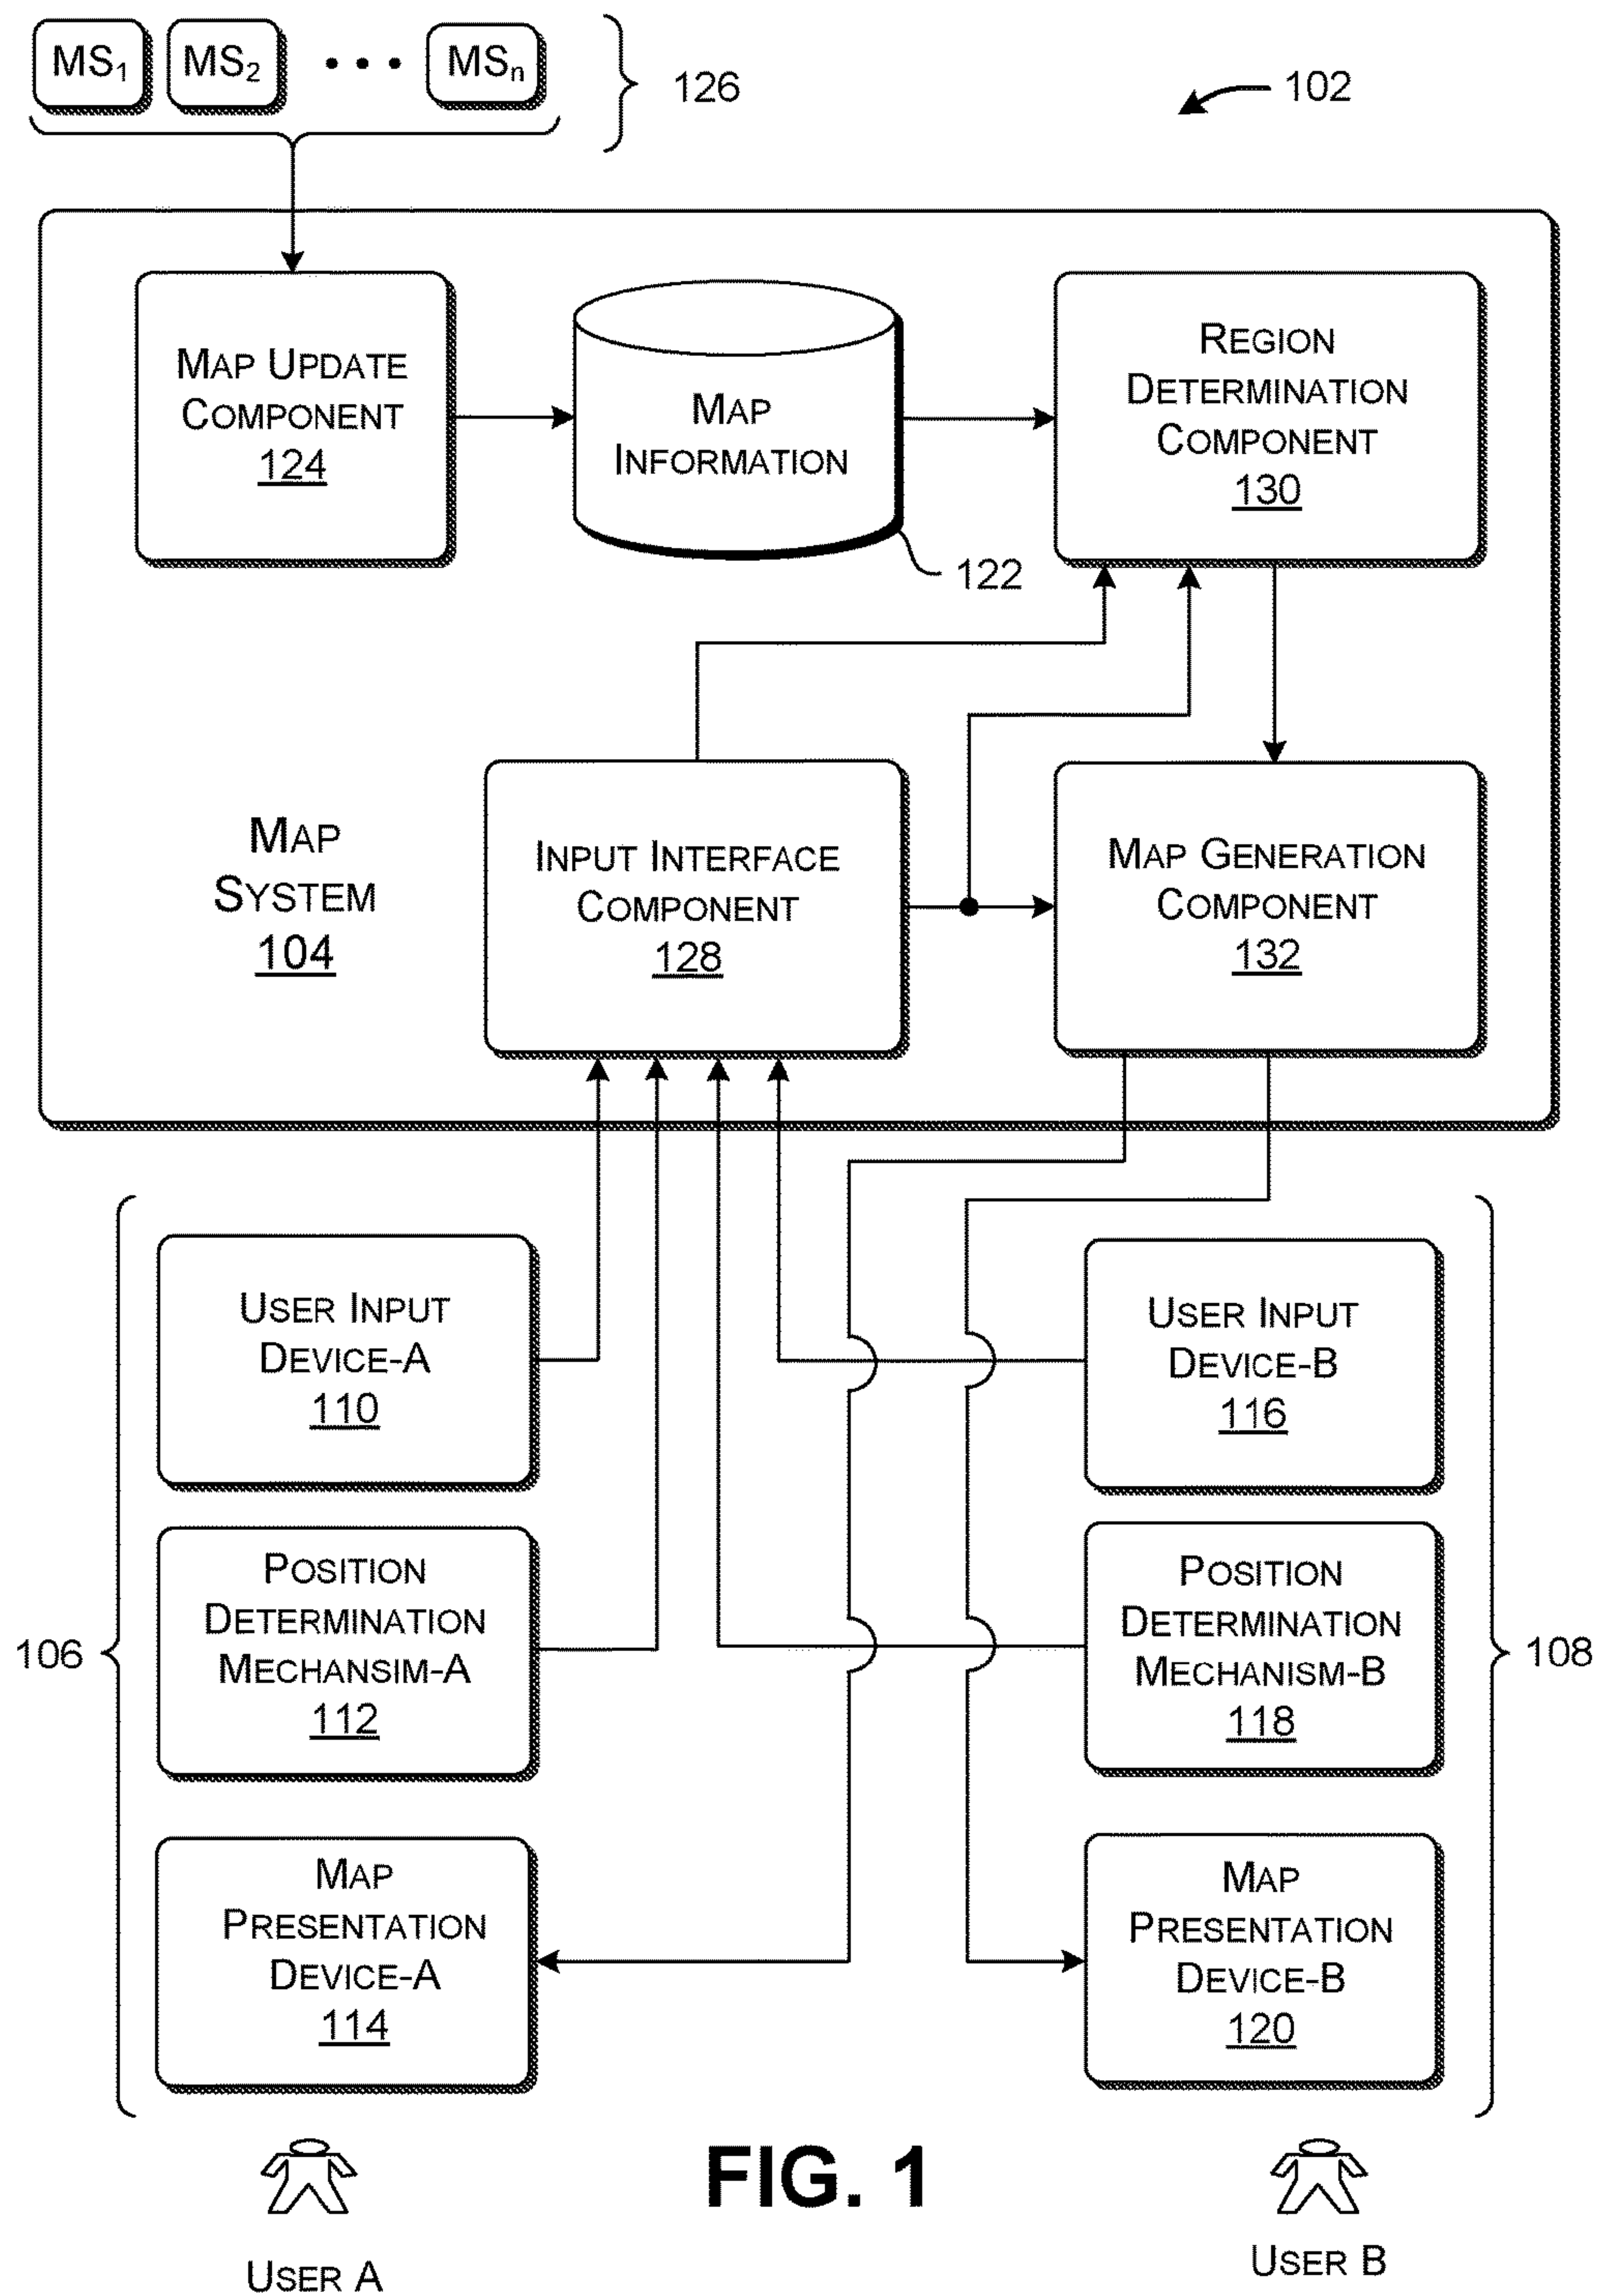 MS1 MS2 • • • MSn
126
102
MAP UPDATE
COMPONENT
124
MAP
INFORMATION
122
REGION
DETERMINATION
COMPONENT
130
MAP
SYSTEM
104
INPUT INTERFACE
COMPONENT
128
MAP GENERATION
COMPONENT
132
106
USER INPUT
DEVICE-A
110
POSITION
DETERMINATION
MECHANSIM-A
112
MAP
PRESENTATION
DEVICE-A
114
USER INPUT
DEVICE-B
116
POSITION
DETERMINATION
MECHANISM-B
118
MAP
PRESENTATION
DEVICE-B
120
108
USER A
FIG. 1
USER B